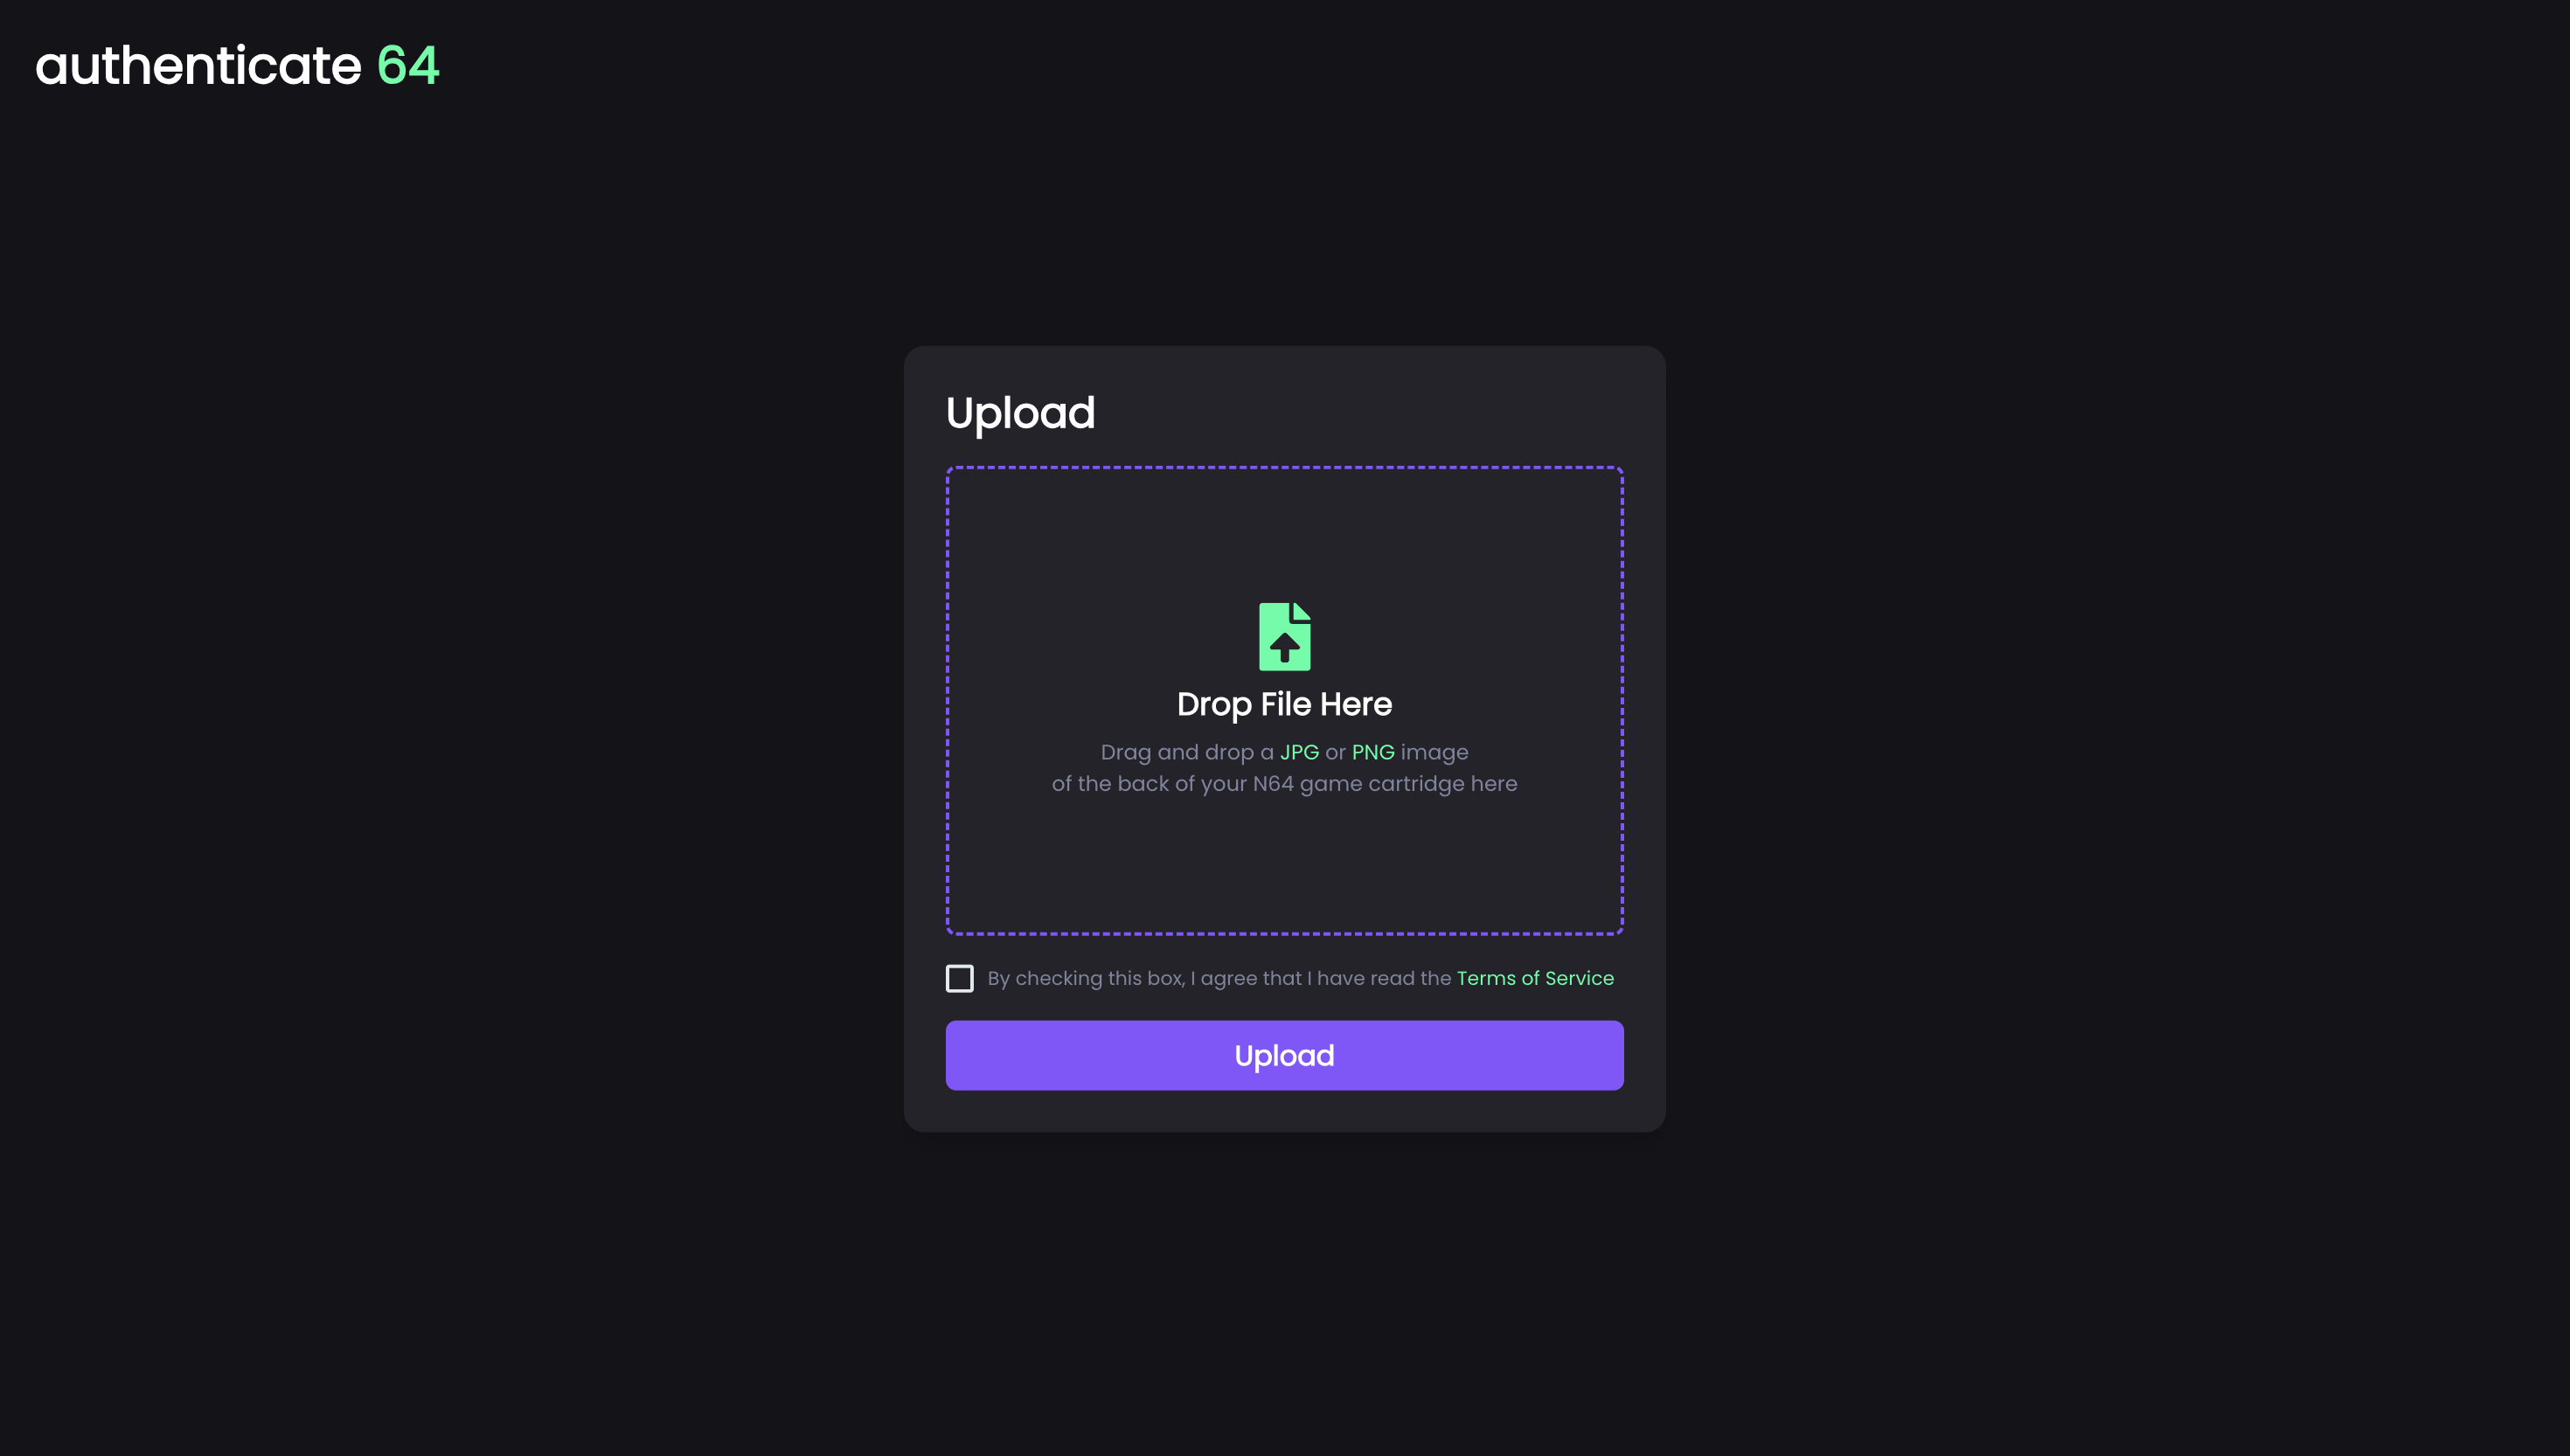 authenticate 64
Upload
Drop File Here
Drag and drop a JPG or PNG image
of the back of your N64 game cartridge here
By checking this box, I agree that I have read the Terms of Service
Upload